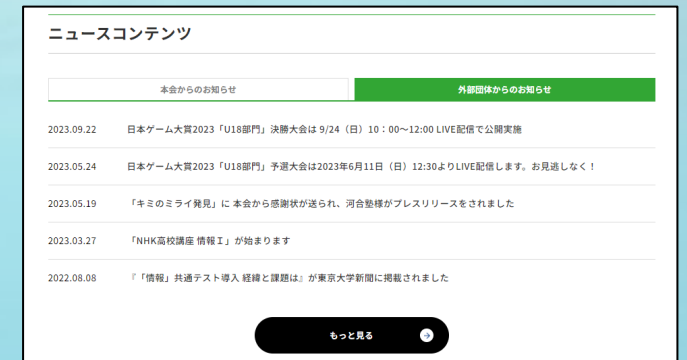 ニュースコンテンツ
本会からのお知らせ
外部団体からのお知らせ
2023.09.22 日本ゲーム大賞2023「U18部門」決勝大会は 9/24（日）10：00〜12:00 LIVE配信で公開実施
2023.05.24 日本ゲーム大賞2023「U18部門」予選大会は2023年6月11日（日）12:30よりLIVE配信します。お見逃しなく！
2023.05.19 「キミのミライ発見」に 本会から感謝状が送られ、河合塾様がプレスリリースをされました
2023.03.27 「NHK高校講座 情報Ⅰ」が始まります
2022.08.08 『「情報」共通テスト導入 経緯と課題は』が東京大学新聞に掲載されました
もっと見る